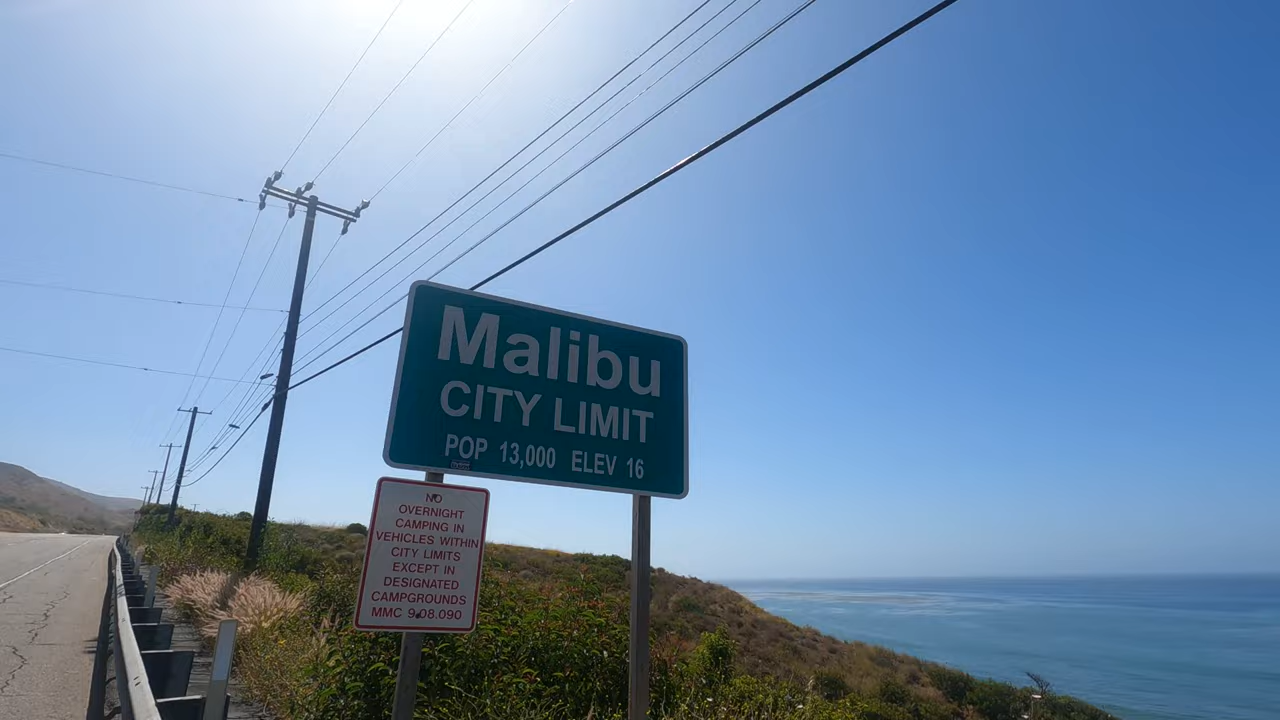 Malibu
CITY LIMIT
POP 13,000 ELEV 16
NO
OVERNIGHT
CAMPING IN
VEHICLES WITHIN
CITY LIMITS
EXCEPT IN
DESIGNATED
CAMPGROUNDS
MMC 9.08.090